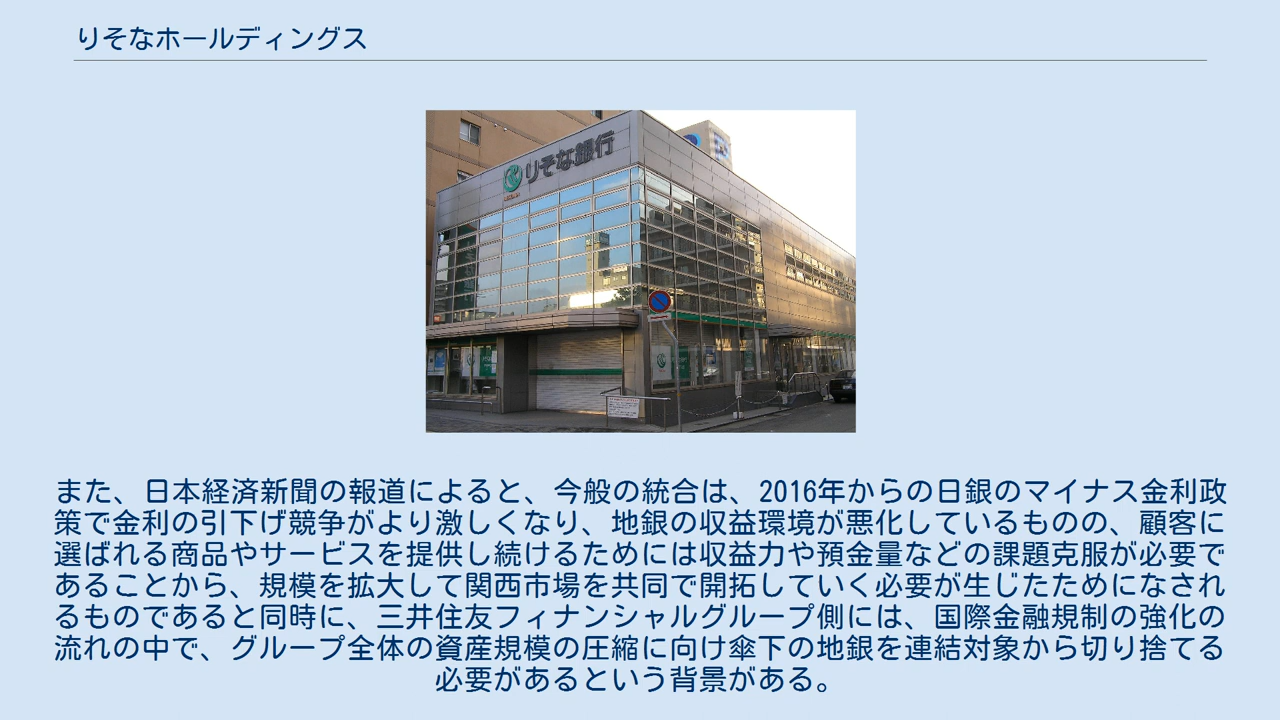 りそなホールディングス
りそな銀行
また、日本経済新聞の報道によると、今般の統合は、2016年からの日銀のマイナス金利政
策で金利の引下げ競争がより激しくなり、地銀の収益環境が悪化しているものの、顧客に
選ばれる商品やサービスを提供し続けるためには収益力や預金量などの課題克服が必要で
あることから、規模を拡大して関西市場を共同で開拓していく必要が生じたためになされ
るものであると同時に、三井住友フィナンシャルグループ側には、国際金融規制の強化の
流れの中で、グループ全体の資産規模の圧縮に向け傘下の地銀を連結対象から切り捨てる
必要があるという背景がある。